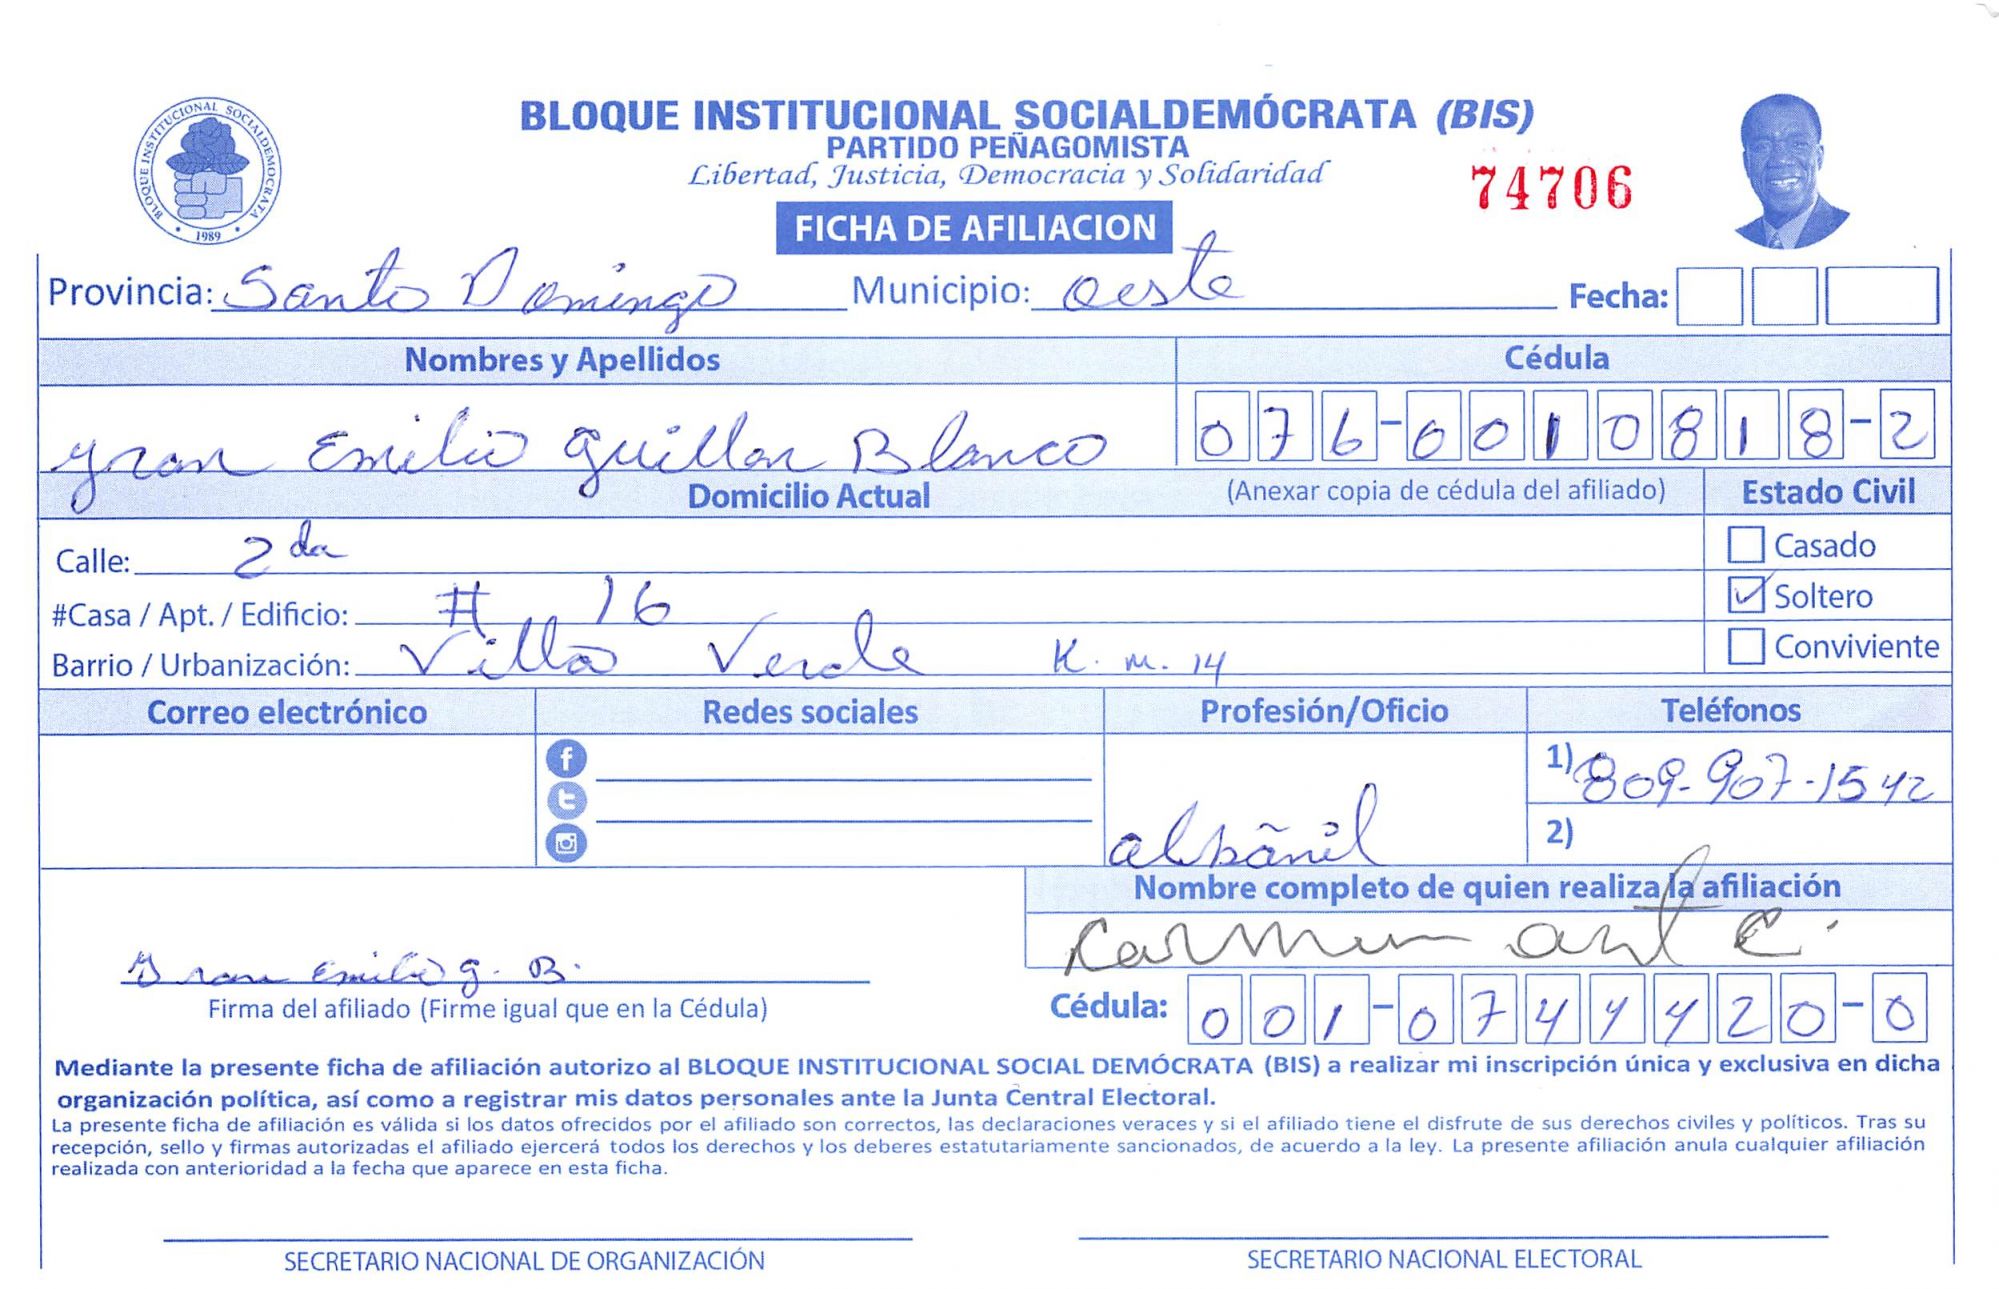 BLOQUE INSTITUCIONAL SOCIALDEMOCRATA
1989
BLOQUE INSTITUCIONAL SOCIALDEMÓCRATA (BIS)
PARTIDO PEÑAGOMISTA
Libertad, Justicia, Democracia y Solidaridad
74706
FICHA DE AFILIACION
Provincia: Santo Domingo Municipio: oeste Fecha:
Nombres y Apellidos Cédula
yran Emilio guillon Blanco 076-0010818-2
Domicilio Actual (Anexar copia de cédula del afiliado) Estado Civil
Calle: 2da Casado
#Casa / Apt. / Edificio: # 16 Soltero
Barrio / Urbanización: Villa Verde K.m. 14 Conviviente
Correo electrónico Redes sociales Profesión/Oficio Teléfonos
1) 809-907-1542
albãnil 2)
Nombre completo de quien realiza la afiliación
Carmen C.
yran Emilio g. B.
Firma del afiliado (Firme igual que en la Cédula) Cédula: 001-0744420-0
Mediante la presente ficha de afiliación autorizo al BLOQUE INSTITUCIONAL SOCIAL DEMÓCRATA (BIS) a realizar mi inscripción única y exclusiva en dicha
organización política, así como a registrar mis datos personales ante la Junta Central Electoral.
La presente ficha de afiliación es válida si los datos ofrecidos por el afiliado son correctos, las declaraciones veraces y si el afiliado tiene el disfrute de sus derechos civiles y políticos. Tras su
recepción, sello y firmas autorizadas el afiliado ejercerá todos los derechos y los deberes estatutariamente sancionados, de acuerdo a la ley. La presente afiliación anula cualquier afiliación
realizada con anterioridad a la fecha que aparece en esta ficha.
SECRETARIO NACIONAL DE ORGANIZACIÓN SECRETARIO NACIONAL ELECTORAL